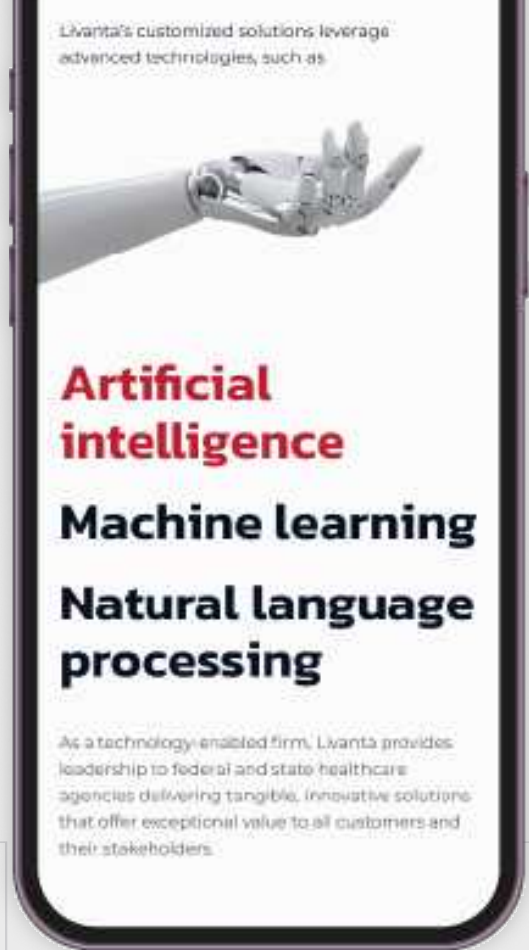 Livanta's customized solutions leverage
advanced technologies, such as
Artificial
intelligence
Machine learning
Natural language
processing
As a technology-enabled firm, Livanta provides
leadership to federal and state healthcare
agencies delivering tangible, innovative solutions
that offer exceptional value to all customers and
their stakeholders.